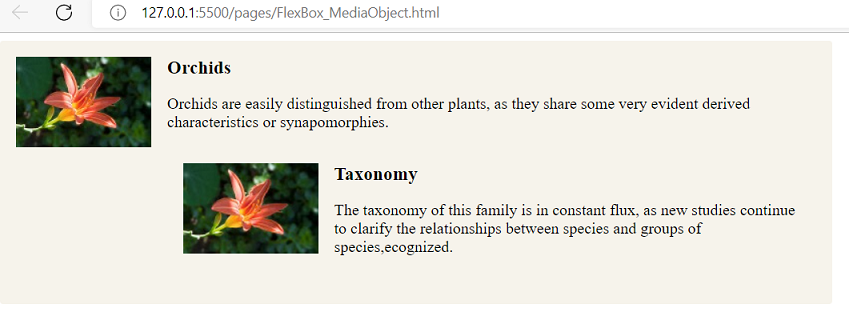 127.0.0.1:5500/pages/FlexBox_MediaObject.html
Orchids
Orchids are easily distinguished from other plants, as they share some very evident derived
characteristics or synapomorphies.
Taxonomy
The taxonomy of this family is in constant flux, as new studies continue
to clarify the relationships between species and groups of
species,ecognized.